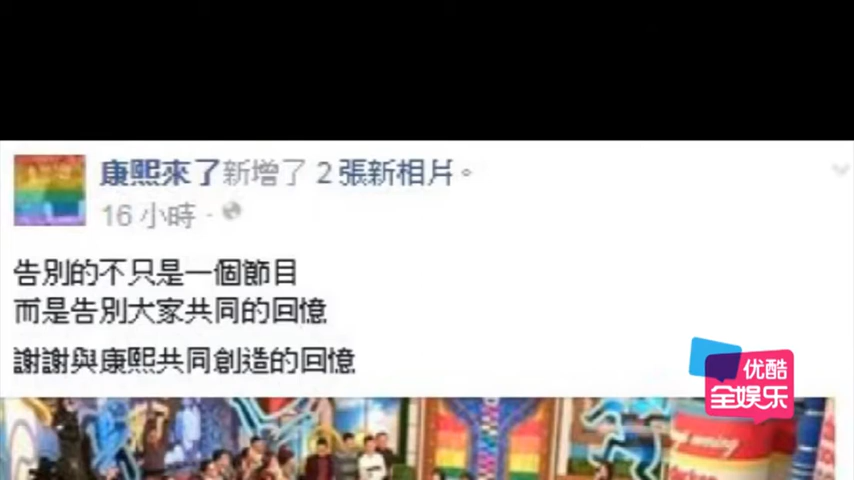 康熙來了新增了 2 張新相片。
16 小時 ·
告別的不只是一個節目
而是告別大家共同的回憶
謝謝與康熙共同創造的回憶
优酷
全娱乐